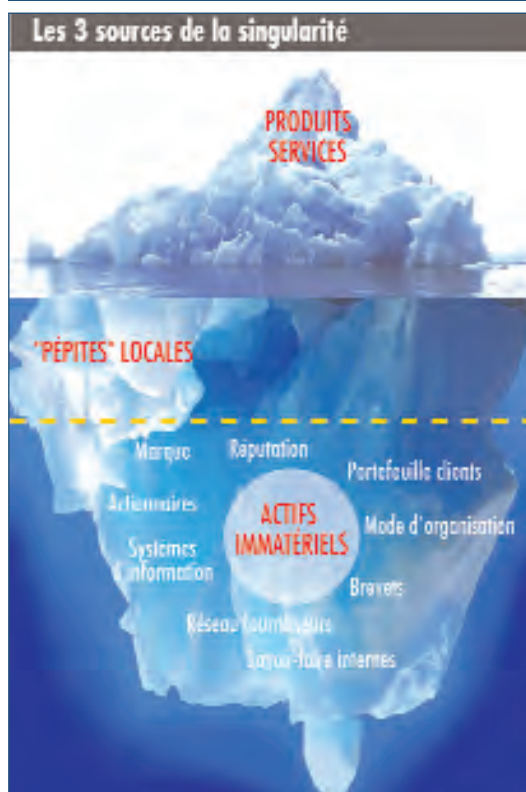 Les 3 sources de la singularité
PRODUITS
SERVICES
"PÉPITES" LOCALES
Marque
Réputation
Portefeuille clients
Actionnaires
ACTIFS
IMMATÉRIELS
Mode d'organisation
Systèmes
d'information
Brevets
Réseau fournisseurs
Savoir-faire internes